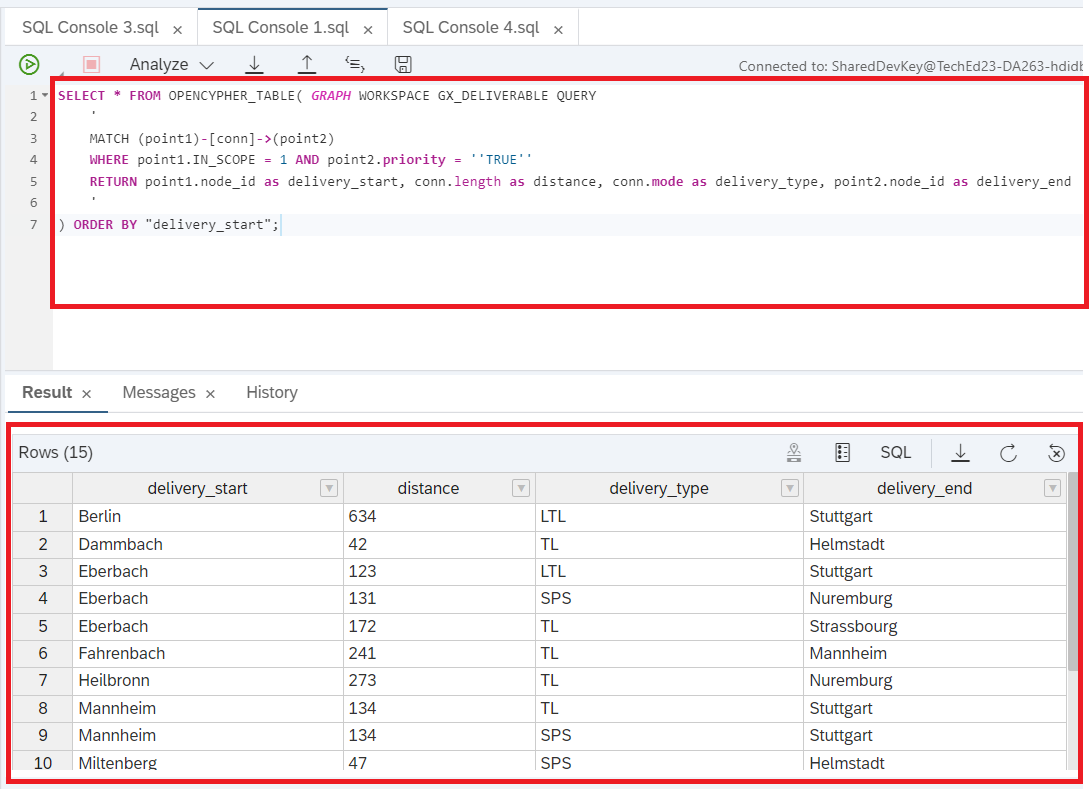 SQL Console 3.sql × SQL Console 1.sql × SQL Console 4.sql ×
Analyze Connected to: SharedDevKey@TechEd23-DA263-hdidb
1 SELECT * FROM OPENCYPHER_TABLE( GRAPH WORKSPACE GX_DELIVERABLE QUERY
2 '
3 MATCH (point1)-[conn]->(point2)
4 WHERE point1.IN_SCOPE = 1 AND point2.priority = ''TRUE''
5 RETURN point1.node_id as delivery_start, conn.length as distance, conn.mode as delivery_type, point2.node_id as delivery_end
6 '
7 ) ORDER BY "delivery_start";
Result × Messages × History
Rows (15) SQL
delivery_start distance delivery_type delivery_end
1 Berlin 634 LTL Stuttgart
2 Dammbach 42 TL Helmstadt
3 Eberbach 123 LTL Stuttgart
4 Eberbach 131 SPS Nuremburg
5 Eberbach 172 TL Strassbourg
6 Fahrenbach 241 TL Mannheim
7 Heilbronn 273 TL Nuremburg
8 Mannheim 134 TL Stuttgart
9 Mannheim 134 SPS Stuttgart
10 Miltenberg 47 SPS Helmstadt